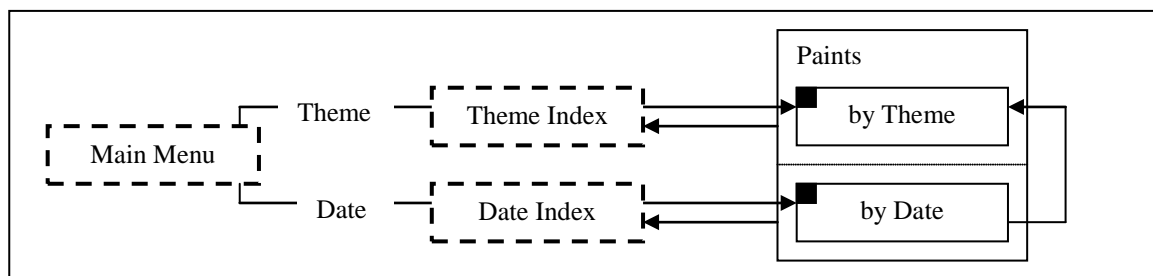 Paints
Theme
Theme Index
by Theme
Main Menu
Date
Date Index
by Date